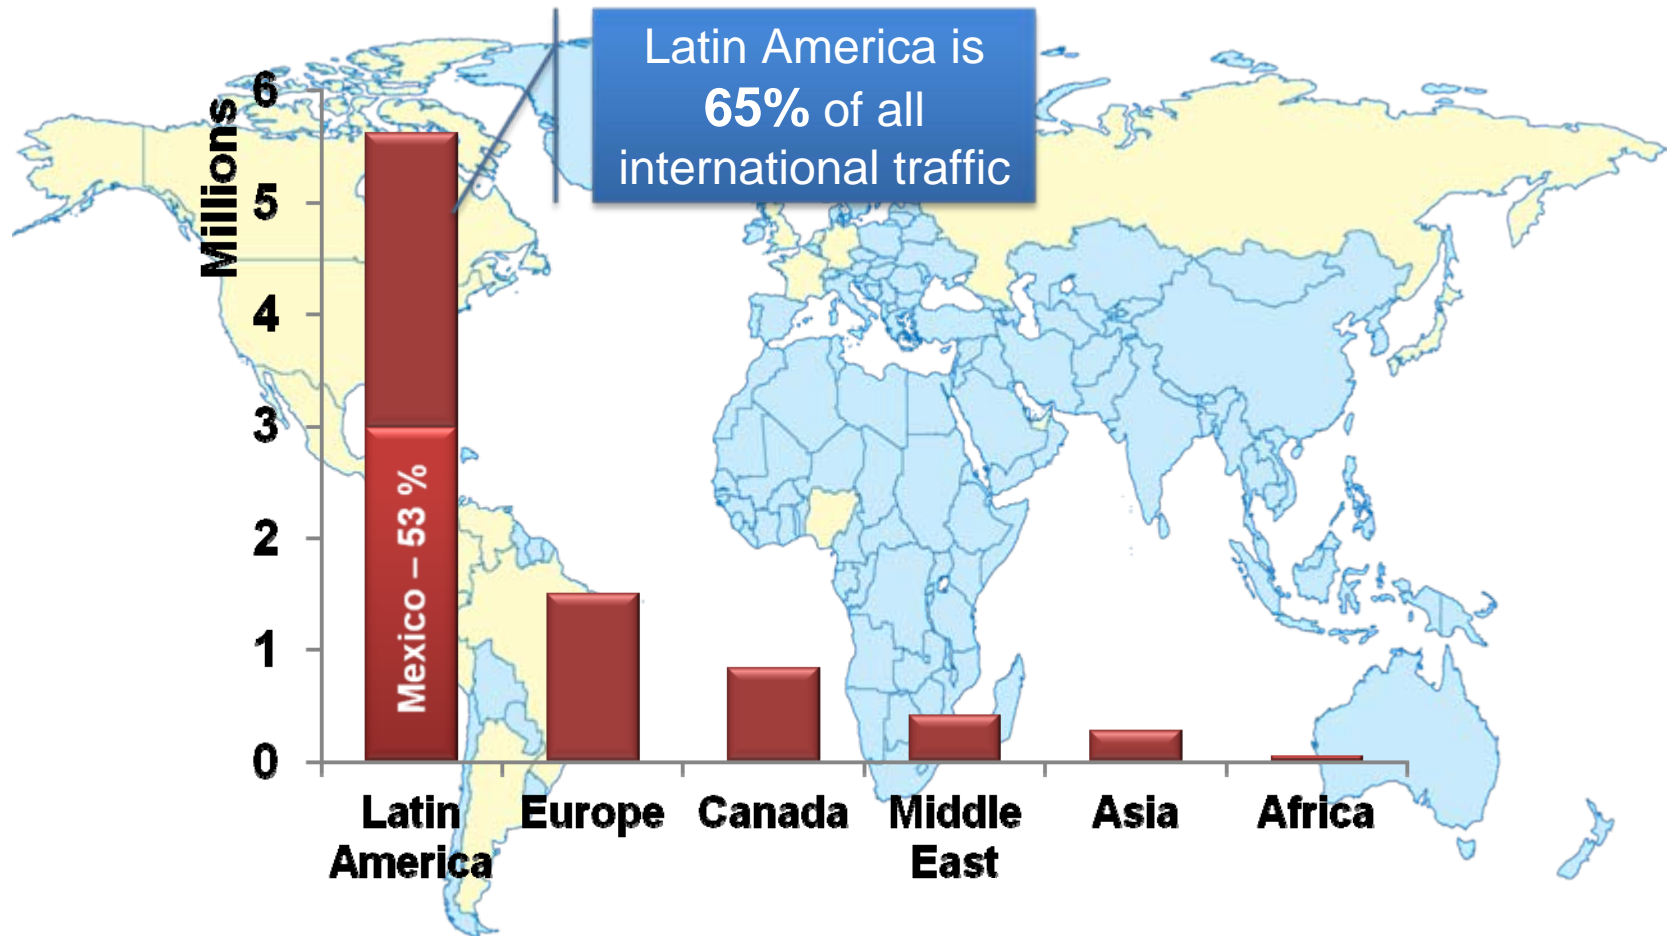 Latin America is
65% of all
international traffic
Millions
6
5
4
3
2
1
0
Mexico – 53 %
Latin
America
Europe
Canada
Middle
East
Asia
Africa